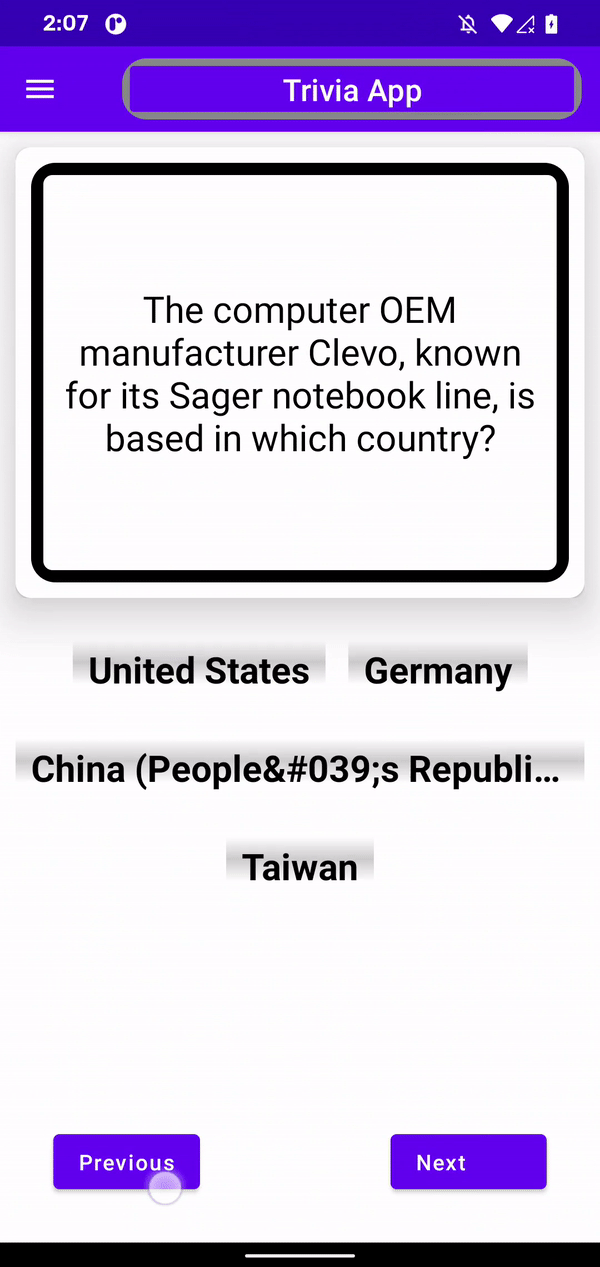 2:07
Trivia App
The computer OEM
manufacturer Clevo, known
for its Sager notebook line, is
based in which country?
United States
Germany
China (People&#039;s Republi...
Taiwan
Previous
Next